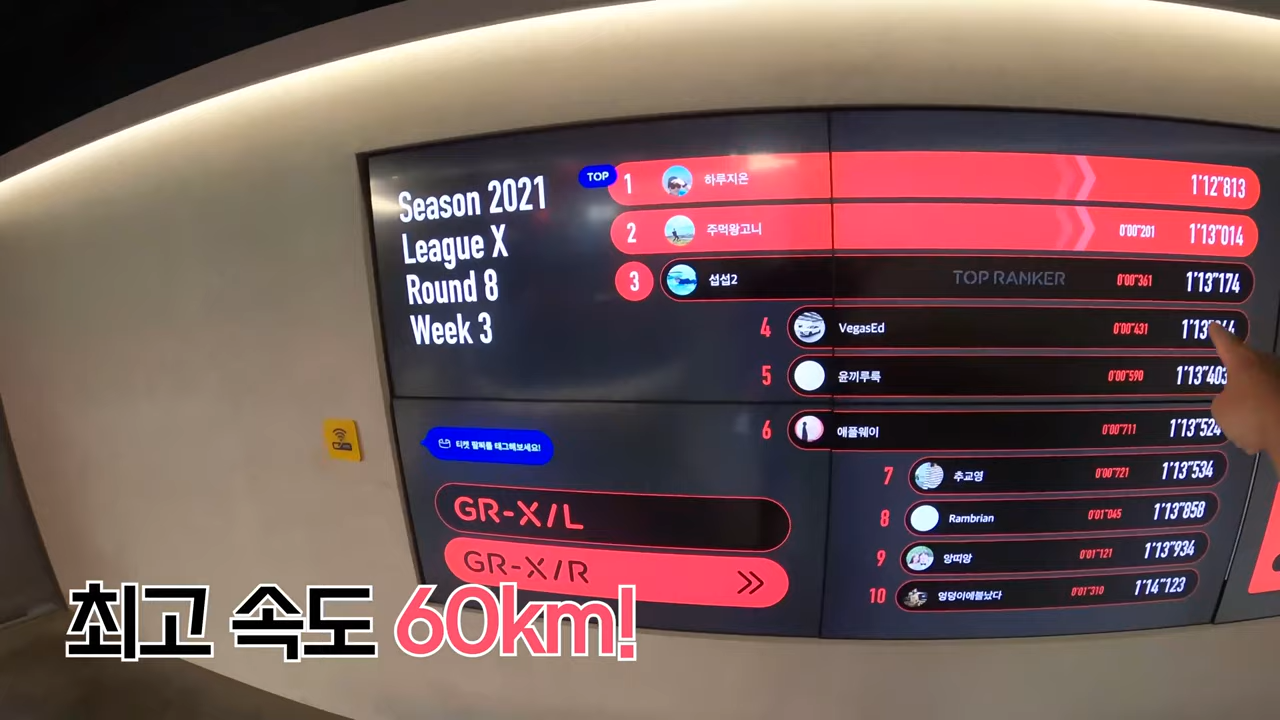 Season 2021
League X
Round 8
Week 3
TOP
1 하루지온 1'12"813
2 주먹왕고니 0'00"201 1'13"014
3 섭섭2 TOP RANKER 0'00"361 1'13"174
4 VegasEd 0'00"431
5 윤끼루룩 0'00"590 1'13"403
6 애플웨이 0'00"711 1'13"524
7 추교영 0'00"721 1'13"534
8 Rambrian 0'01"045 1'13"858
9 앙띠앙 0'01"121 1'13"934
10 엉덩이에불났다 0'01"310 1'14"123
티켓 팔찌를 태그해보세요!
GR-X/L
GR-X/R
최고 속도 60km!